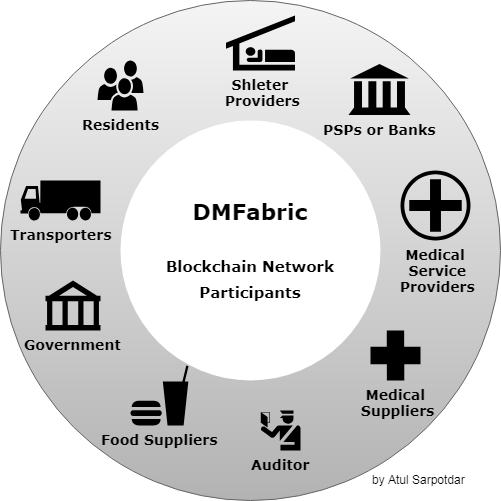 Shleter
Providers
PSPs or Banks
Medical
Service
Providers
Medical
Suppliers
Auditor
Food Suppliers
Government
Transporters
Residents
DMFabric
Blockchain Network
Participants
by Atul Sarpotdar